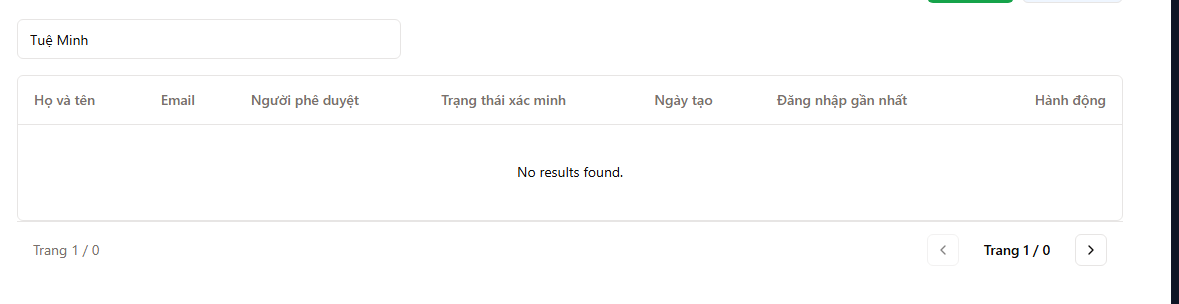 Tuệ Minh
Họ và tên Email Người phê duyệt Trạng thái xác minh Ngày tạo Đăng nhập gần nhất Hành động
No results found.
Trang 1 / 0 Trang 1 / 0